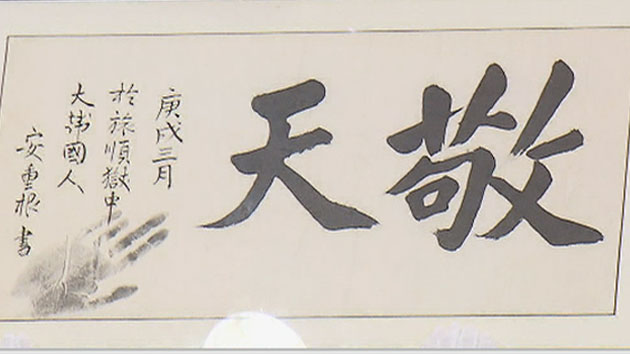 敬天
庚戌三月
於旅順獄中
大韓國人
安重根書